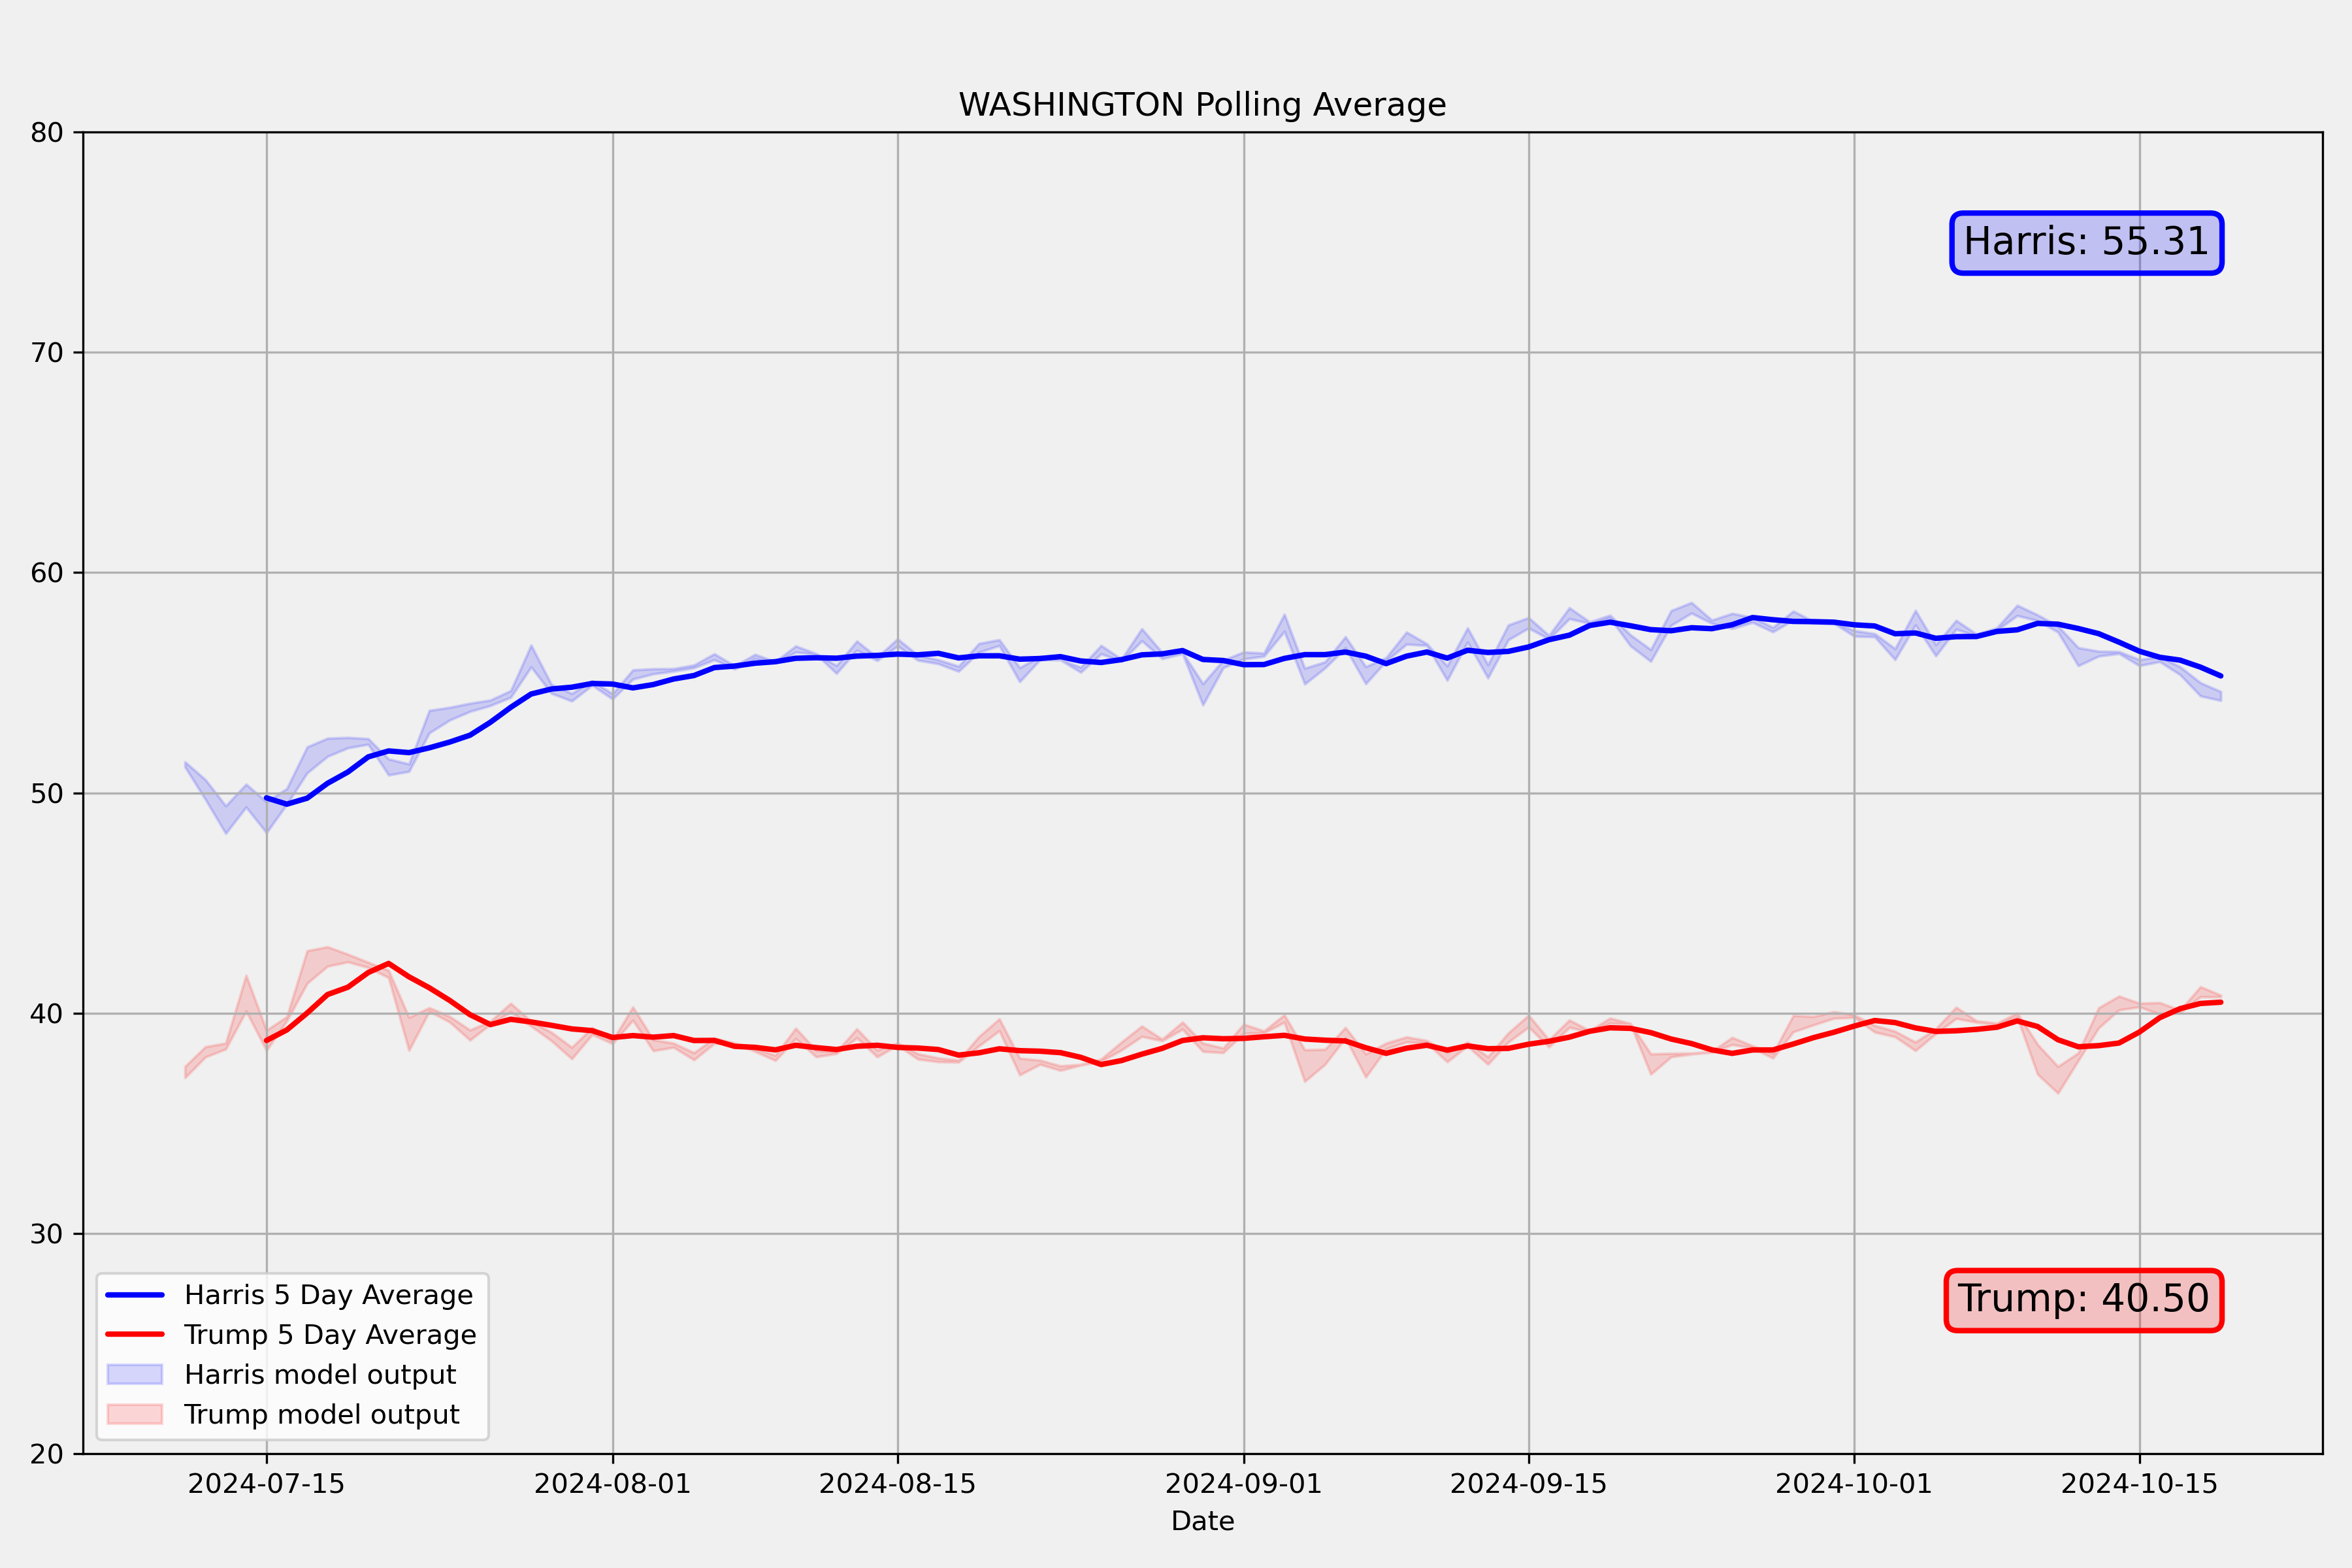 WASHINGTON Polling Average
80
70
60
50
40
30
20
Harris: 55.31
Trump: 40.50
Harris 5 Day Average
Trump 5 Day Average
Harris model output
Trump model output
2024-07-15 2024-08-01 2024-08-15 2024-09-01 2024-09-15 2024-10-01 2024-10-15
Date